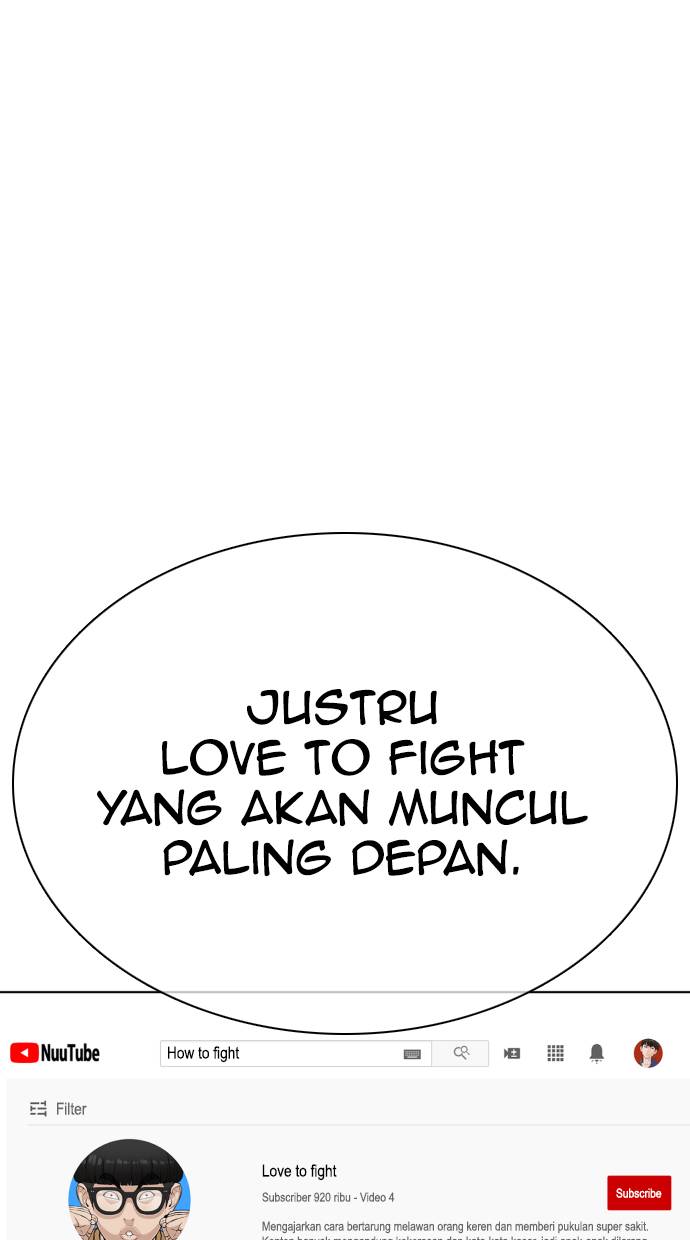 JUSTRU
LOVE TO FIGHT
YANG AKAN MUNCUL
PALING DEPAN.
NuuTube
How to fight
Filter
Love to fight
Subscriber 920 ribu - Video 4
Subscribe
Mengajarkan cara bertarung melawan orang keren dan memberi pukulan super sakit.